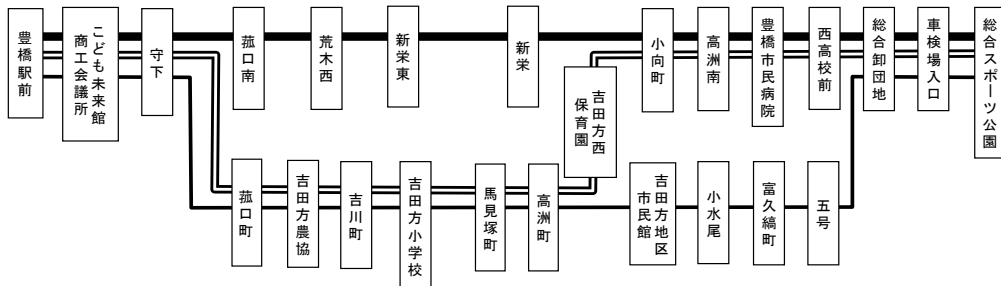 豊橋駅前
こども未来館
商工会議所
守下
菰口南
荒木西
新栄東
新栄
小向町
高洲南
豊橋市民病院
西高校前
総合卸団地
車検場入口
総合スポーツ公園
吉田方西
保育園
菰口町
吉田方農協
吉川町
吉田方小学校
馬見塚町
高洲町
吉田方地区
市民館
小水尾
富久縞町
五号